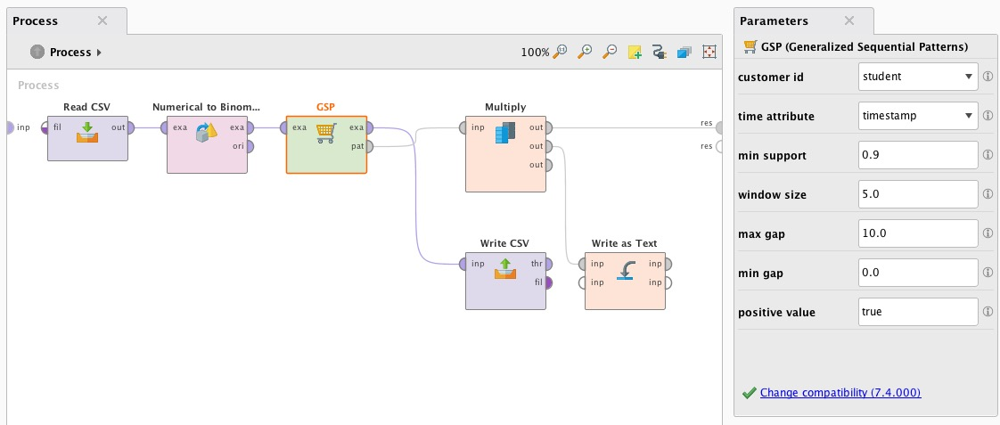 Process
100%
Process
Process
Read CSV
Numerical to Binom...
GSP
Multiply
inp
fil
out
exa
exa
exa
exa
inp
out
res
ori
pat
out
res
out
Write CSV
Write as Text
inp
thr
inp
inp
fil
inp
inp
Parameters
GSP (Generalized Sequential Patterns)
customer id
student
time attribute
timestamp
min support
0.9
window size
5.0
max gap
10.0
min gap
0.0
positive value
true
Change compatibility (7.4.000)